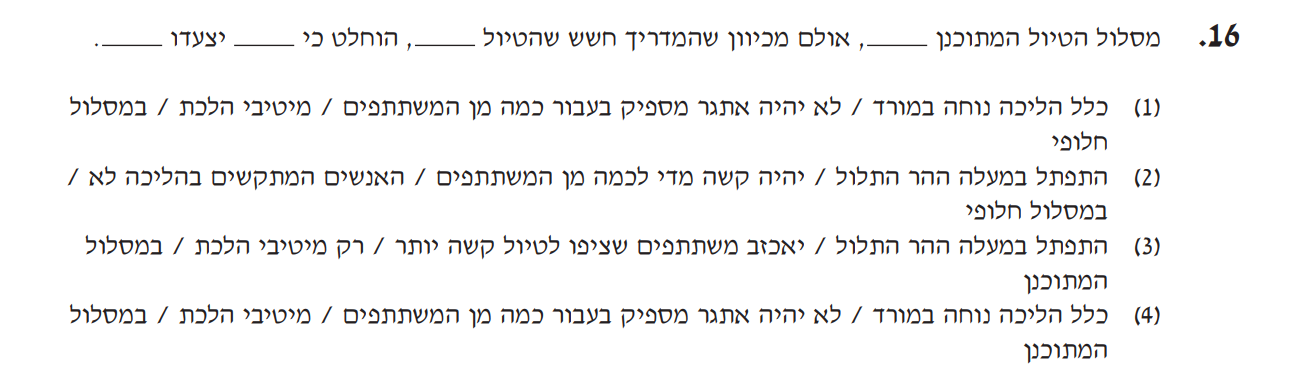 16. מסלול הטיול המתוכנן _____, אולם מכיוון שהמדריך חשש שהטיול _____, הוחלט כי _____ יצעדו _____.
(1) כלל הליכה נוחה במורד / לא יהיה אתגר מספיק בעבור כמה מן המשתתפים / מיטיבי הלכת / במסלול
חלופי
(2) התפתל במעלה ההר התלול / יהיה קשה מדי לכמה מן המשתתפים / האנשים המתקשים בהליכה לא /
במסלול חלופי
(3) התפתל במעלה ההר התלול / יאכזב משתתפים שציפו לטיול קשה יותר / רק מיטיבי הלכת / במסלול
המתוכנן
(4) כלל הליכה נוחה במורד / לא יהיה אתגר מספיק בעבור כמה מן המשתתפים / מיטיבי הלכת / במסלול
המתוכנן